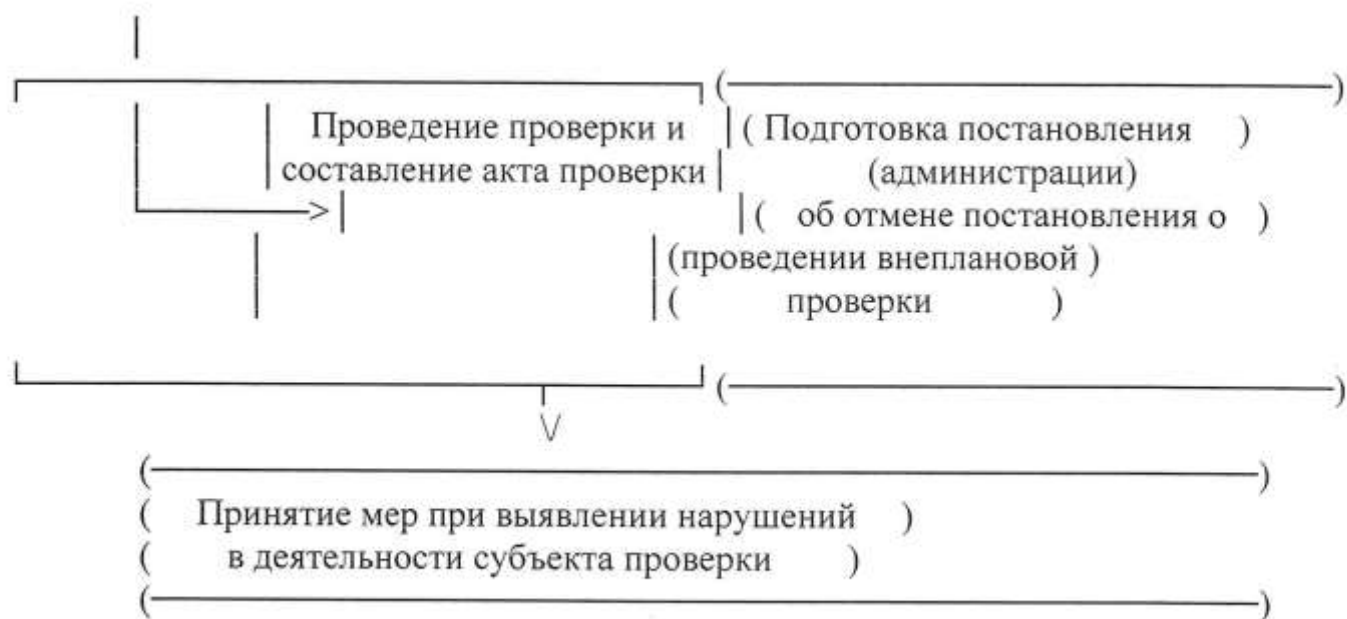 Проведение проверки и ( Подготовка постановления )
составление акта проверки (администрации)
( об отмене постановления о )
(проведении внеплановой )
( проверки )
( Принятие мер при выявлении нарушений )
( в деятельности субъекта проверки )